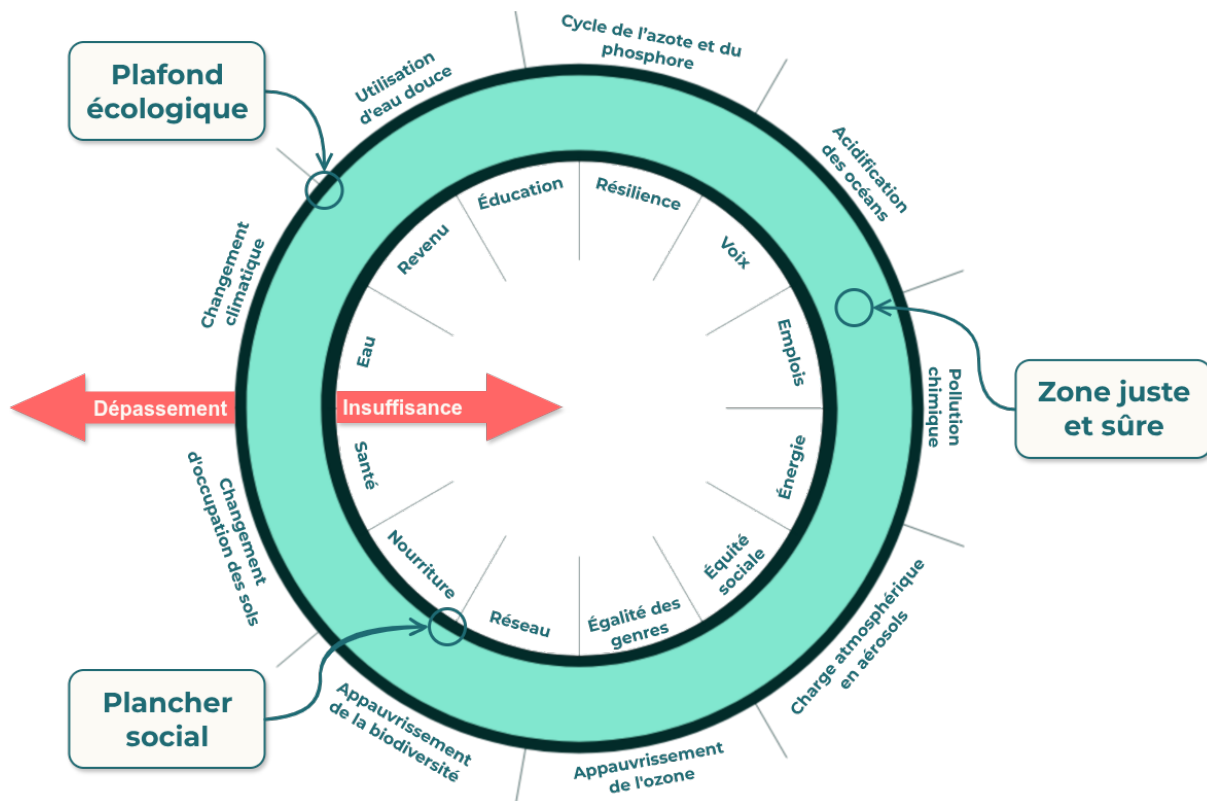 Plafond
écologique
Utilisation
d'eau douce
Cycle de l'azote et du
phosphore
Acidification
des océans
Changement
climatique
Éducation
Résilience
Revenu
Voix
Eau
Emplois
Dépassement
Insuffisance
Pollution
chimique
Zone juste
et sûre
Santé
Énergie
Changement
d'occupation des sols
Nourriture
Équité
sociale
Réseau
Égalité des
genres
Charge atmosphérique
en aérosols
Plancher
social
Appauvrissement
de la biodiversité
Appauvrissement
de l'ozone